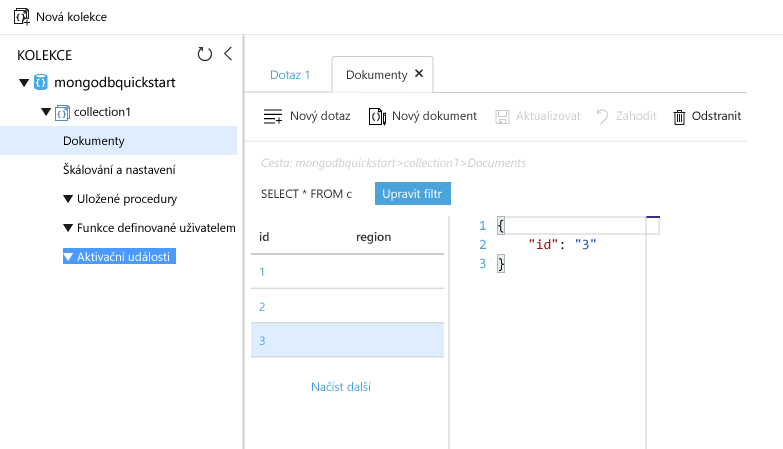 Nová kolekce
KOLEKCE
mongodbquickstart
collection1
Dokumenty
Škálování a nastavení
Uložené procedury
Funkce definované uživatelem
Aktivační události
Dotaz 1
Dokumenty
Nový dotaz
Nový dokument
Aktualizovat
Zahodit
Odstranit
Cesta: mongodbquickstart>collection1>Documents
SELECT * FROM c
Upravit filtr
id region
1
2
3
Načíst další
1 {
2 "id": "3"
3 }